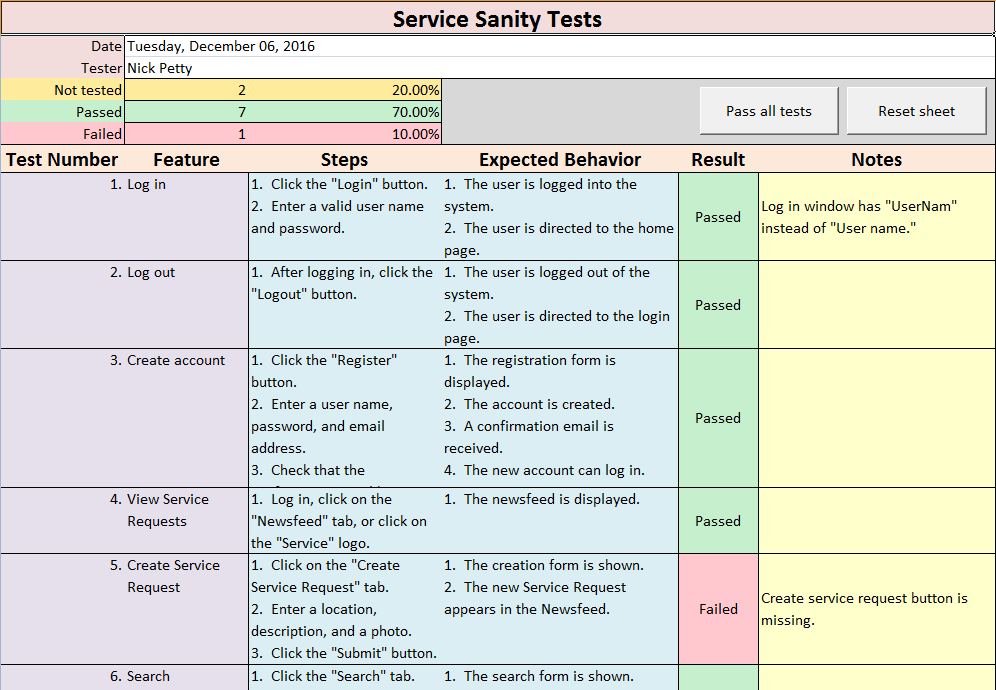 Service Sanity Tests
Date Tuesday, December 06, 2016
Tester Nick Petty
Not tested 2 20.00%
Passed 7 70.00%
Failed 1 10.00%
Pass all tests
Reset sheet
Test Number Feature Steps Expected Behavior Result Notes
1. Log in
1. Click the "Login" button.
2. Enter a valid user name
and password.
1. The user is logged into the
system.
2. The user is directed to the home
page.
Passed
Log in window has "UserNam"
instead of "User name."
2. Log out
1. After logging in, click the
"Logout" button.
1. The user is logged out of the
system.
2. The user is directed to the login
page.
Passed
3. Create account
1. Click the "Register"
button.
2. Enter a user name,
password, and email
address.
3. Check that the
1. The registration form is
displayed.
2. The account is created.
3. A confirmation email is
received.
4. The new account can log in.
Passed
4. View Service
Requests
1. Log in, click on the
"Newsfeed" tab, or click on
the "Service" logo.
1. The newsfeed is displayed.
Passed
5. Create Service
Request
1. Click on the "Create
Service Request" tab.
2. Enter a location,
description, and a photo.
3. Click the "Submit" button.
1. The creation form is shown.
2. The new Service Request
appears in the Newsfeed.
Failed
Create service request button is
missing.
6. Search
1. Click the "Search" tab.
1. The search form is shown.